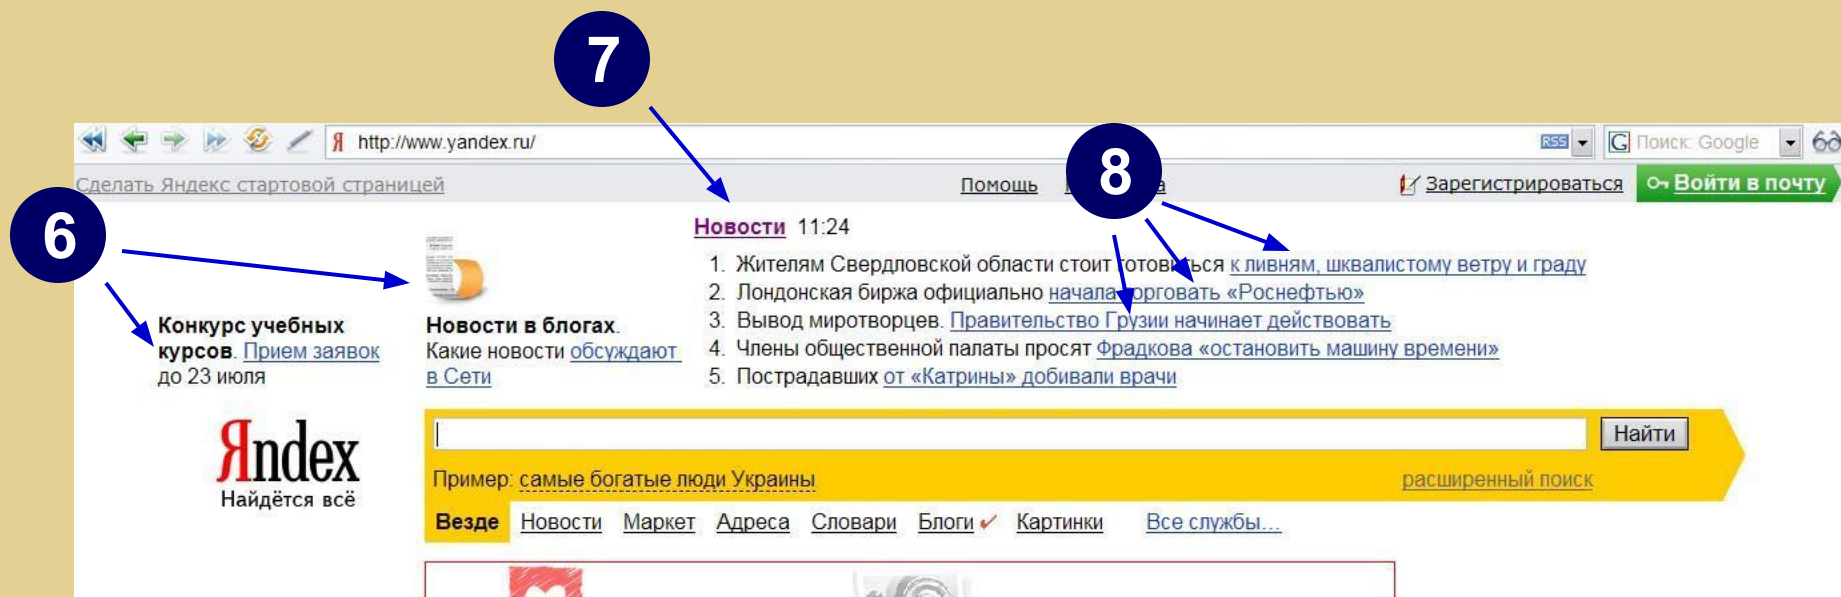 7
http://www.yandex.ru/
RSS
G Поиск: Google
8
Сделать Яндекс стартовой страницей
Помощь
Зарегистрироваться
Войти в почту
6
Новости 11:24
1. Жителям Свердловской области стоит готовиться к ливням, шквалистому ветру и граду
2. Лондонская биржа официально начала торговать «Роснефтью»
3. Вывод миротворцев. Правительство Грузии начинает действовать
4. Члены общественной палаты просят Фрадкова «остановить машину времени»
5. Пострадавших от «Катрины» добивали врачи
Конкурс учебных
курсов. Прием заявок
до 23 июля
Новости в блогах.
Какие новости обсуждают
в Сети
Яndex
Найдётся всё
Найти
Пример: самые богатые люди Украины
расширенный поиск
Везде Новости Маркет Адреса Словари Блоги Картинки Все службы...